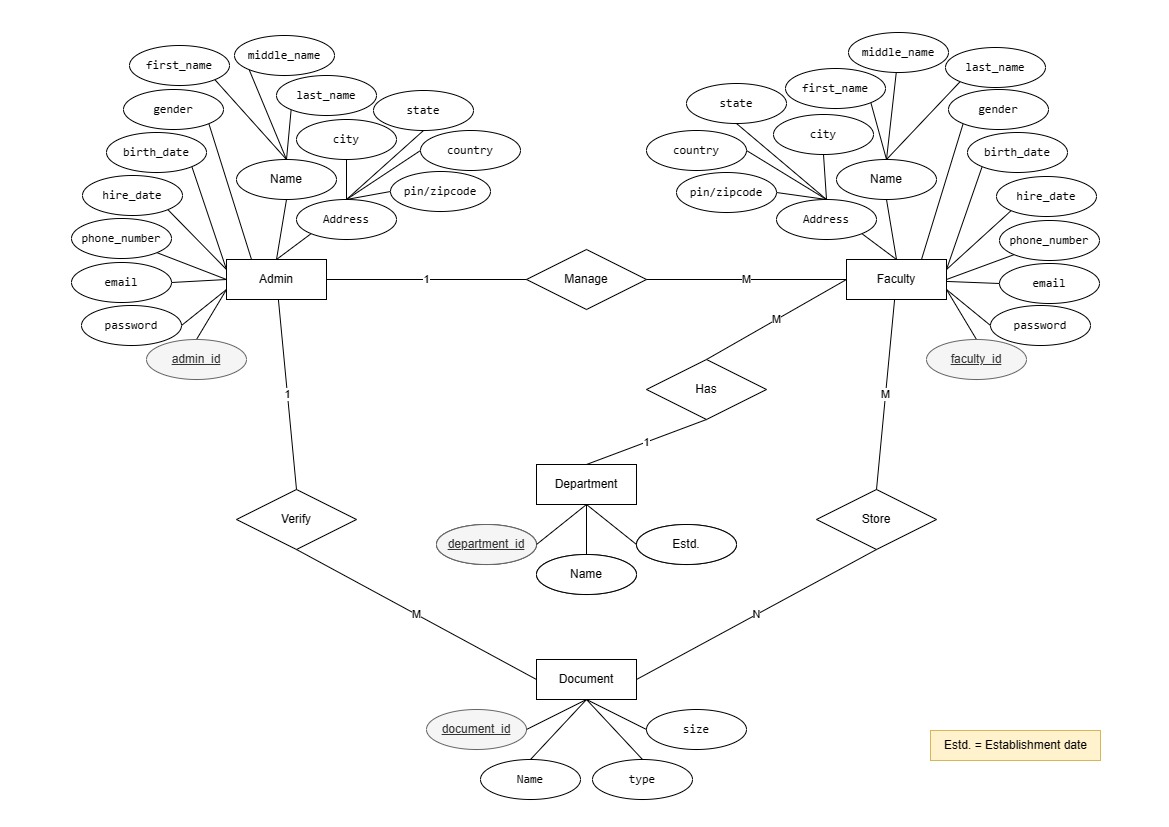 middle_name
first_name
last_name
gender
state
city
birth_date
country
Name
pin/zipcode
hire_date
Address
phone_number
Admin
email
password
admin_id
middle_name
last_name
first_name
state
gender
city
country
birth_date
Name
pin/zipcode
hire_date
Address
phone_number
Faculty
email
password
faculty_id
1
Manage
M
M
Has
1
1
M
Department
department_id
Estd.
Name
Verify
Store
M
N
Document
document_id
size
Name
type
Estd. = Establishment date